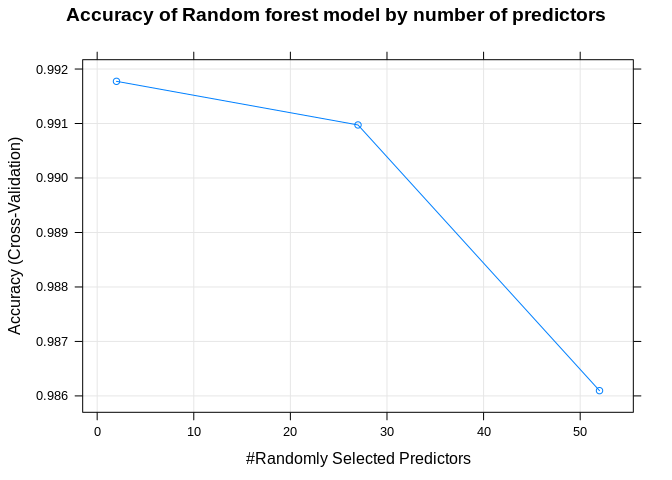 Accuracy of Random forest model by number of predictors
0.992
0.991
0.990
0.989
0.988
0.987
0.986
Accuracy (Cross-Validation)
0 10 20 30 40 50
#Randomly Selected Predictors